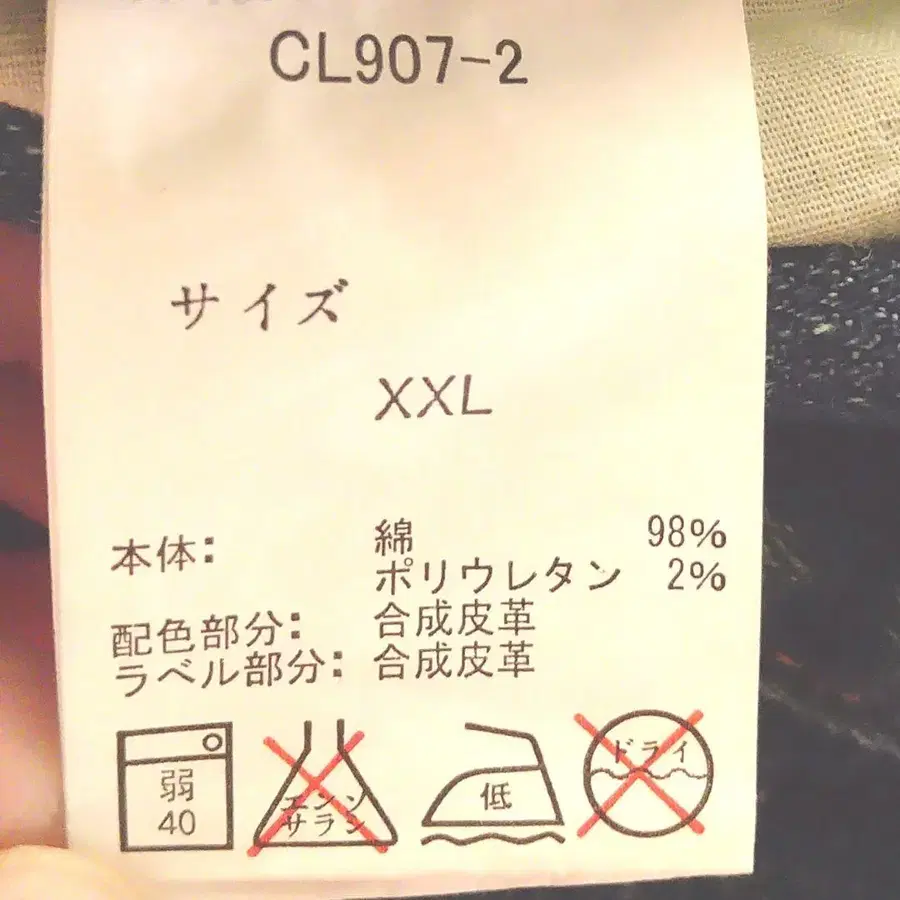 CL907-2
サイズ
XXL
本体: 綿 98%
ポリウレタン 2%
配色部分: 合成皮革
ラベル部分: 合成皮革
弱
40
エンソ
サラシ
低
ドライ